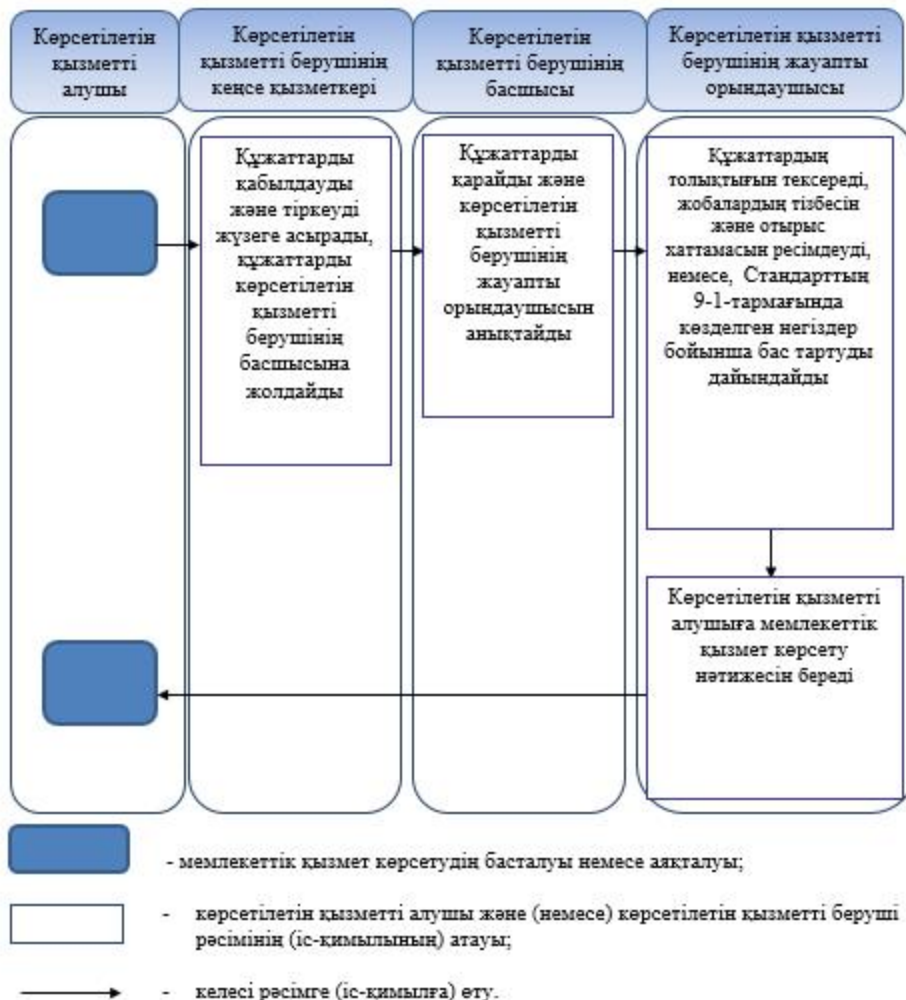 Көрсетілетін
қызметті
алушы
Көрсетілетін
қызметті берушінің
кеңсе қызметкері
Көрсетілетін
қызметті берушінің
басшысы
Көрсетілетін қызметті
берушінің жауапты
орындаушысы
Құжаттарды
қабылдауды
және тіркеуді
жүзеге асырады,
құжаттарды
көрсетілетін
қызметті
берушінің
басшысына
жолдайды
Құжаттарды
қарайды және
көрсетілетін
қызметті
берушінің
жауапты
орындаушысын
анықтайды
Құжаттардың
толықтығын тексереді,
жобалардың тізбесін
және отырыс
хаттамасын ресімдеуді,
немесе, Стандарттың
9-1-тармағында
көзделген негіздер
бойынша бас тартуды
дайындайды
Көрсетілетін қызметті
алушыға мемлекеттік
қызмет көрсету
нәтижесін береді
- мемлекеттік қызмет көрсетудің басталуы немесе аяқталуы;
- көрсетілетін қызметті алушы және (немесе) көрсетілетін қызметті беруші
рәсімінің (іс-қимылының) атауы;
- келесі рәсімге (іс-қимылға) өту.